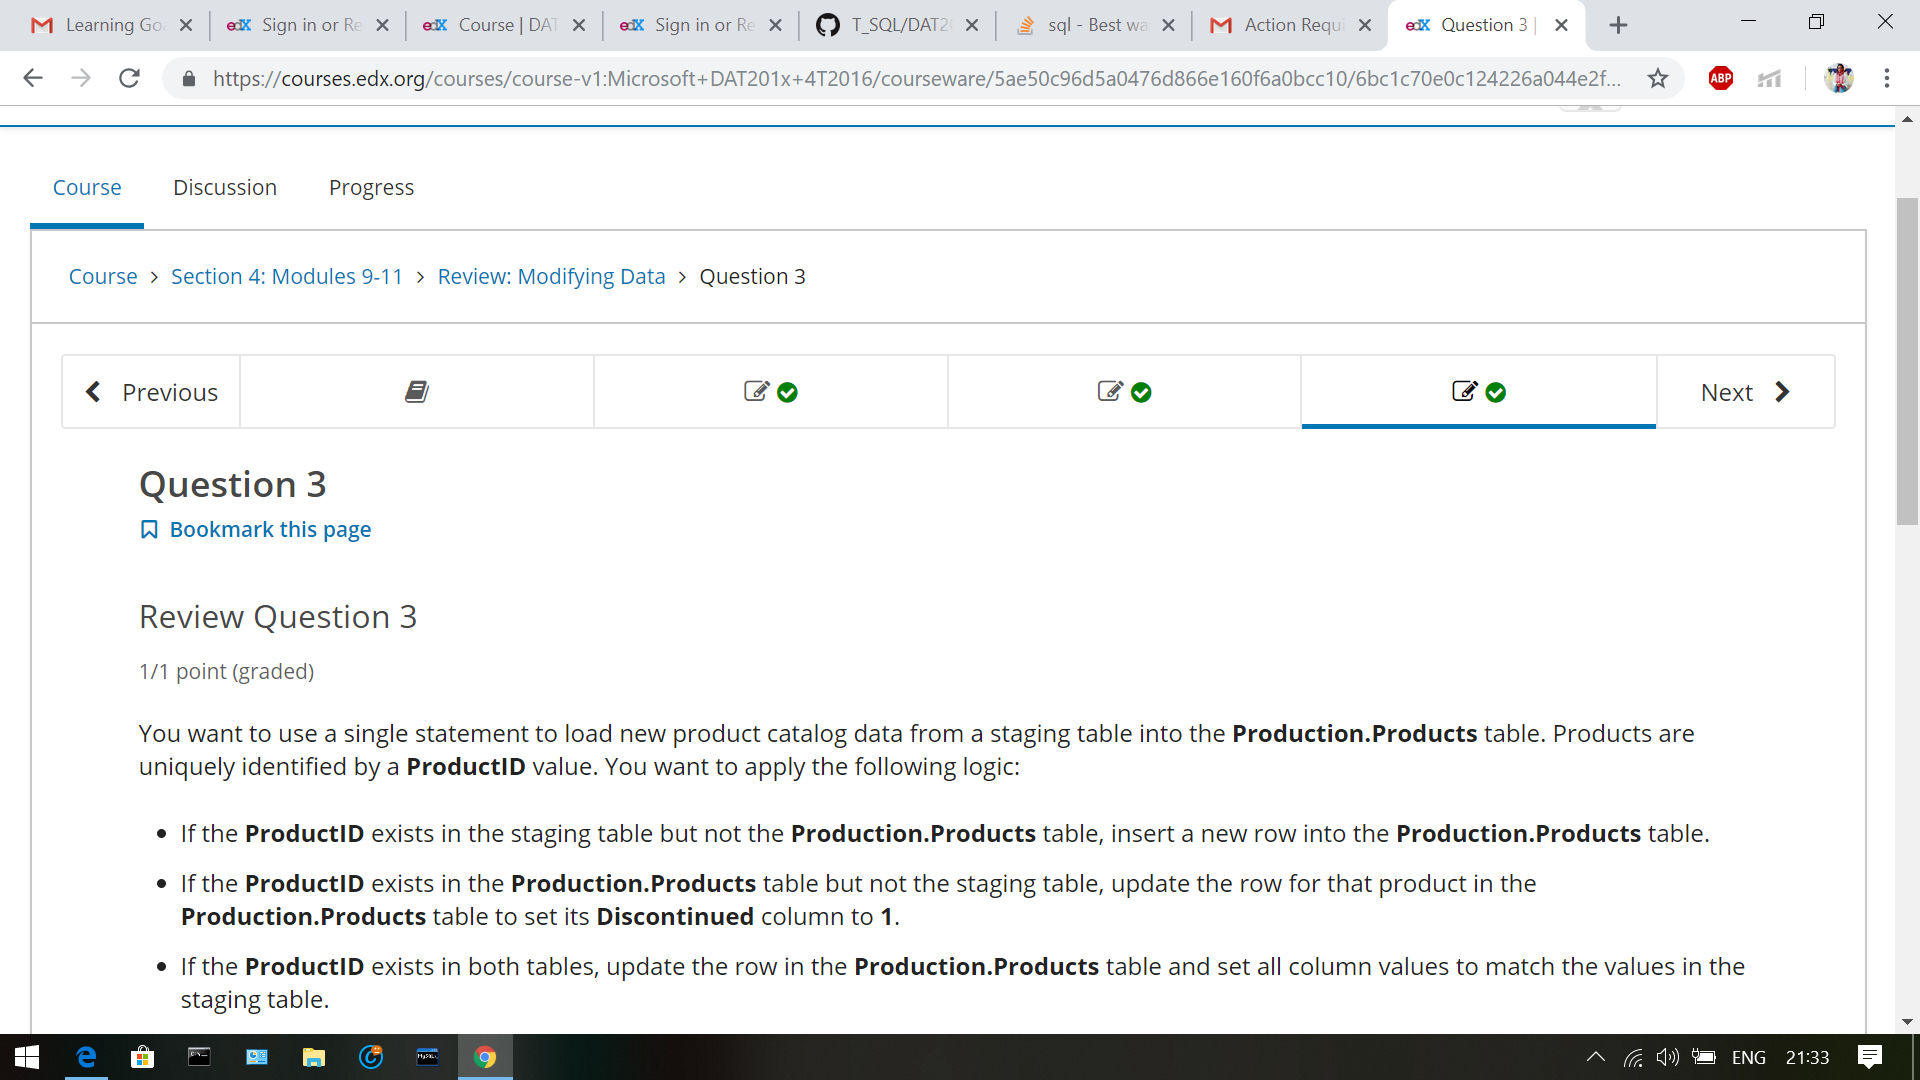 Learning Go
Sign in or Re
Course | DAT
Sign in or Re
T_SQL/DAT2
sql - Best wa
Action Requi
Question 3 |
https://courses.edx.org/courses/course-v1:Microsoft+DAT201x+4T2016/courseware/5ae50c96d5a0476d866e160f6a0bcc10/6bc1c70e0c124226a044e2f...
ABP
Course Discussion Progress
Course > Section 4: Modules 9-11 > Review: Modifying Data > Question 3
Previous
Next
Question 3
Bookmark this page
Review Question 3
1/1 point (graded)
You want to use a single statement to load new product catalog data from a staging table into the Production.Products table. Products are
uniquely identified by a ProductID value. You want to apply the following logic:
• If the ProductID exists in the staging table but not the Production.Products table, insert a new row into the Production.Products table.
• If the ProductID exists in the Production.Products table but not the staging table, update the row for that product in the
Production.Products table to set its Discontinued column to 1.
• If the ProductID exists in both tables, update the row in the Production.Products table and set all column values to match the values in the
staging table.
ENG 21:33